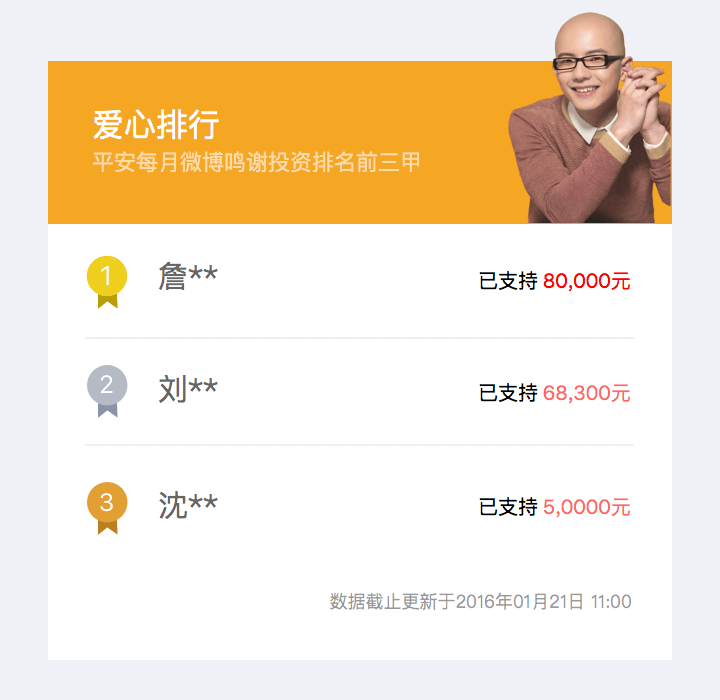 爱心排行
平安每月微博鸣谢投资排名前三甲
1 詹** 已支持 80,000元
2 刘** 已支持 68,300元
3 沈** 已支持 5,0000元
数据截止更新于2016年01月21日 11:00